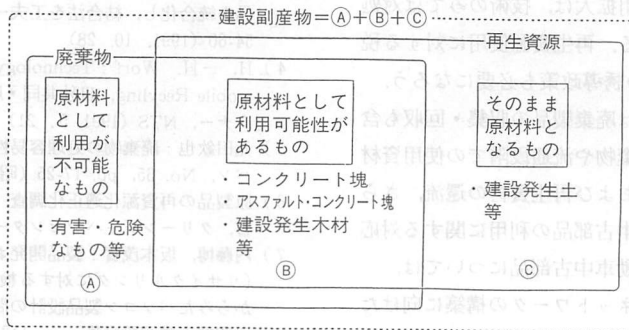 建設副産物=Ⓐ+Ⓑ+Ⓒ
廃棄物
原材料
として
利用が
不可能
なもの
・有害・危険
なもの等
Ⓐ
原材料として
利用可能性が
あるもの
・コンクリート塊
アスファルト・コンクリート塊
・建設発生木材
等
Ⓑ
再生資源
そのまま
原材料と
なるもの
・建設発生土
等
Ⓒ